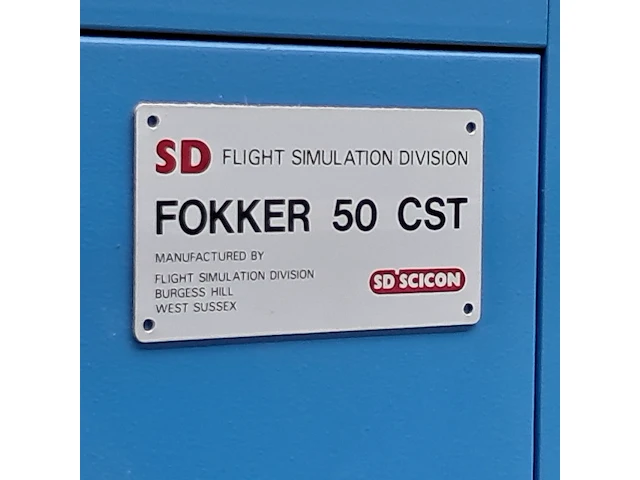 SD FLIGHT SIMULATION DIVISION
FOKKER 50 CST
MANUFACTURED BY
FLIGHT SIMULATION DIVISION
BURGESS HILL
WEST SUSSEX
SD'SCICON